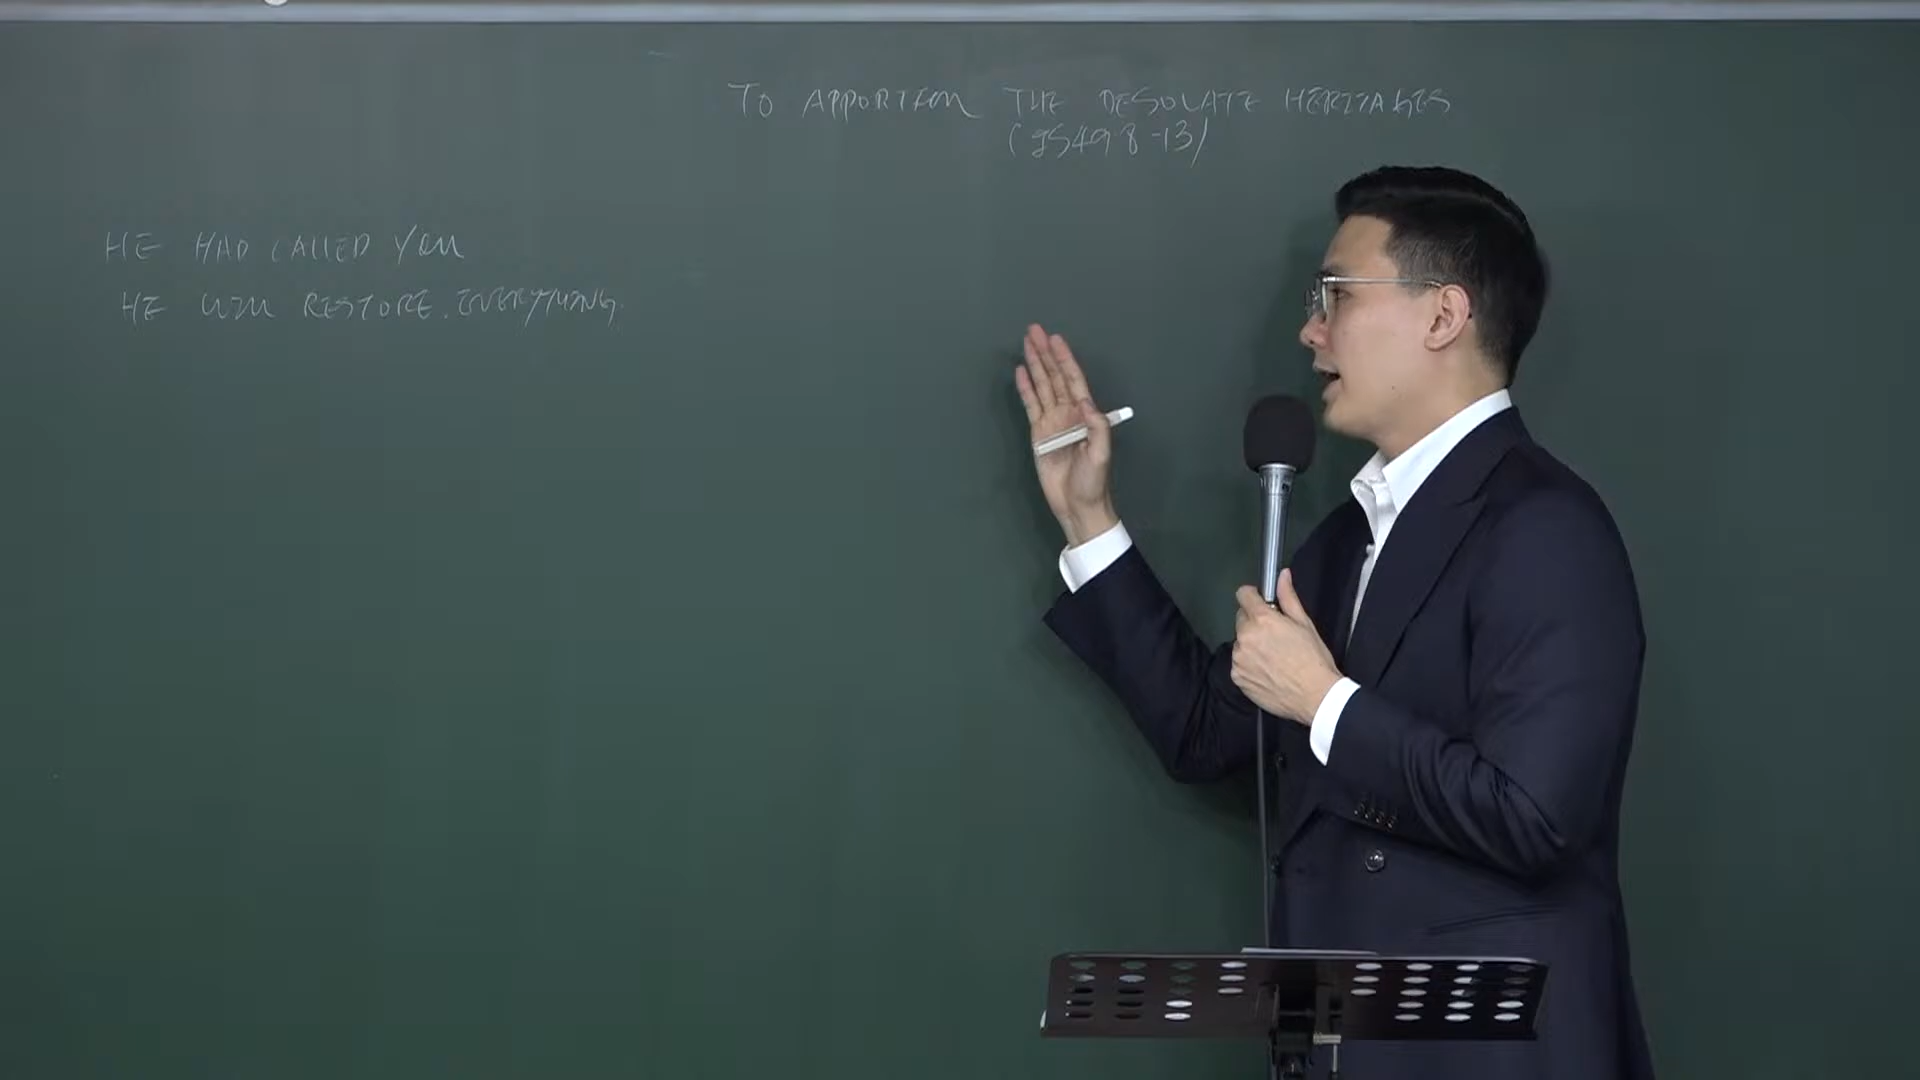 TO APPORTION THE DESOLATE HERITAGES
(IS 49:8-13)
HE HAD CALLED YOU
HE WILL RESTORE. EVERYTHING.